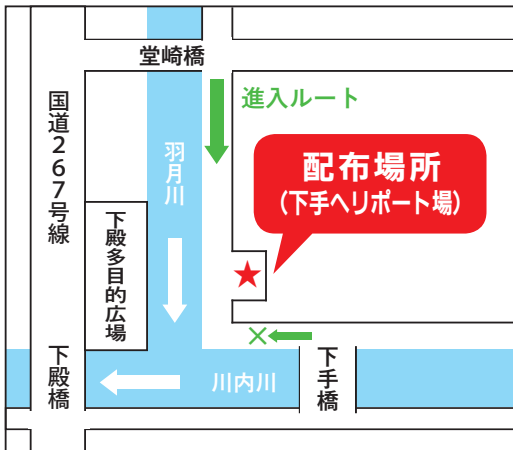 堂崎橋
国道267号線
羽月川
進入ルート
配布場所
(下手ヘリポート場)
下殿多目的広場
下殿橋
川内川
下手橋